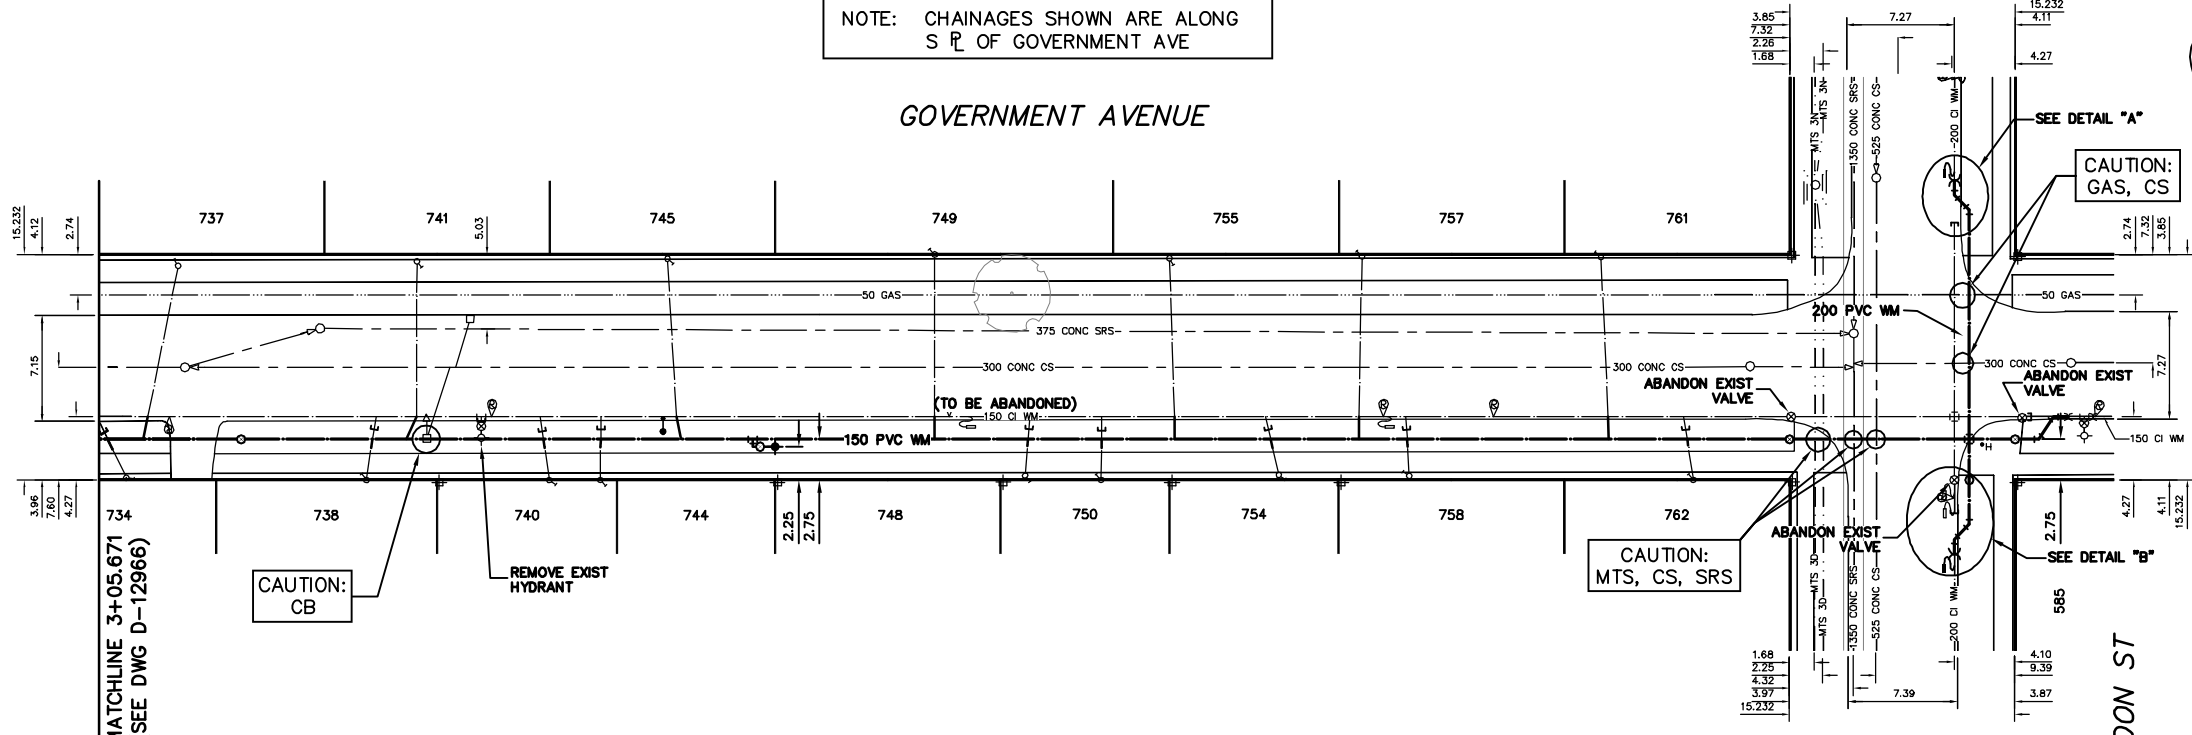 NOTE: CHAINAGES SHOWN ARE ALONG
S PL OF GOVERNMENT AVE
GOVERNMENT AVENUE
15.232
3.85
7.27
4.11
7.32
2.26
1.68
4.27
MTS 3N
MTS 3N
1350 CONC SRS
525 CONC CS
200 CI WM
SEE DETAIL "A"
CAUTION:
GAS, CS
15.232
4.12
2.74
737
741
5.03
745
749
755
757
761
2.74
7.32
3.85
50 GAS
50 GAS
200 PVC WM
375 CONC SRS
7.15
300 CONC CS
300 CONC CS
300 CONC CS
7.27
ABANDON EXIST
VALVE
ABANDON EXIST
VALVE
(TO BE ABANDONED)
150 CI WM
150 PVC WM
H
150 CI WM
3.96
7.60
4.27
734
738
740
744
2.25
2.75
748
750
754
758
762
ABANDON EXIST
VALVE
2.75
4.27
4.11
15.232
MATCHLINE 3+05.671
SEE DWG D-12966)
CAUTION:
CB
REMOVE EXIST
HYDRANT
CAUTION:
MTS, CS, SRS
SEE DETAIL "B"
585
MTS 3D
MTS 3D
1350 CONC SRS
525 CONC CS
200 CI WM
1.68
2.25
4.32
3.97
15.232
7.39
4.10
9.39
3.87
DON ST